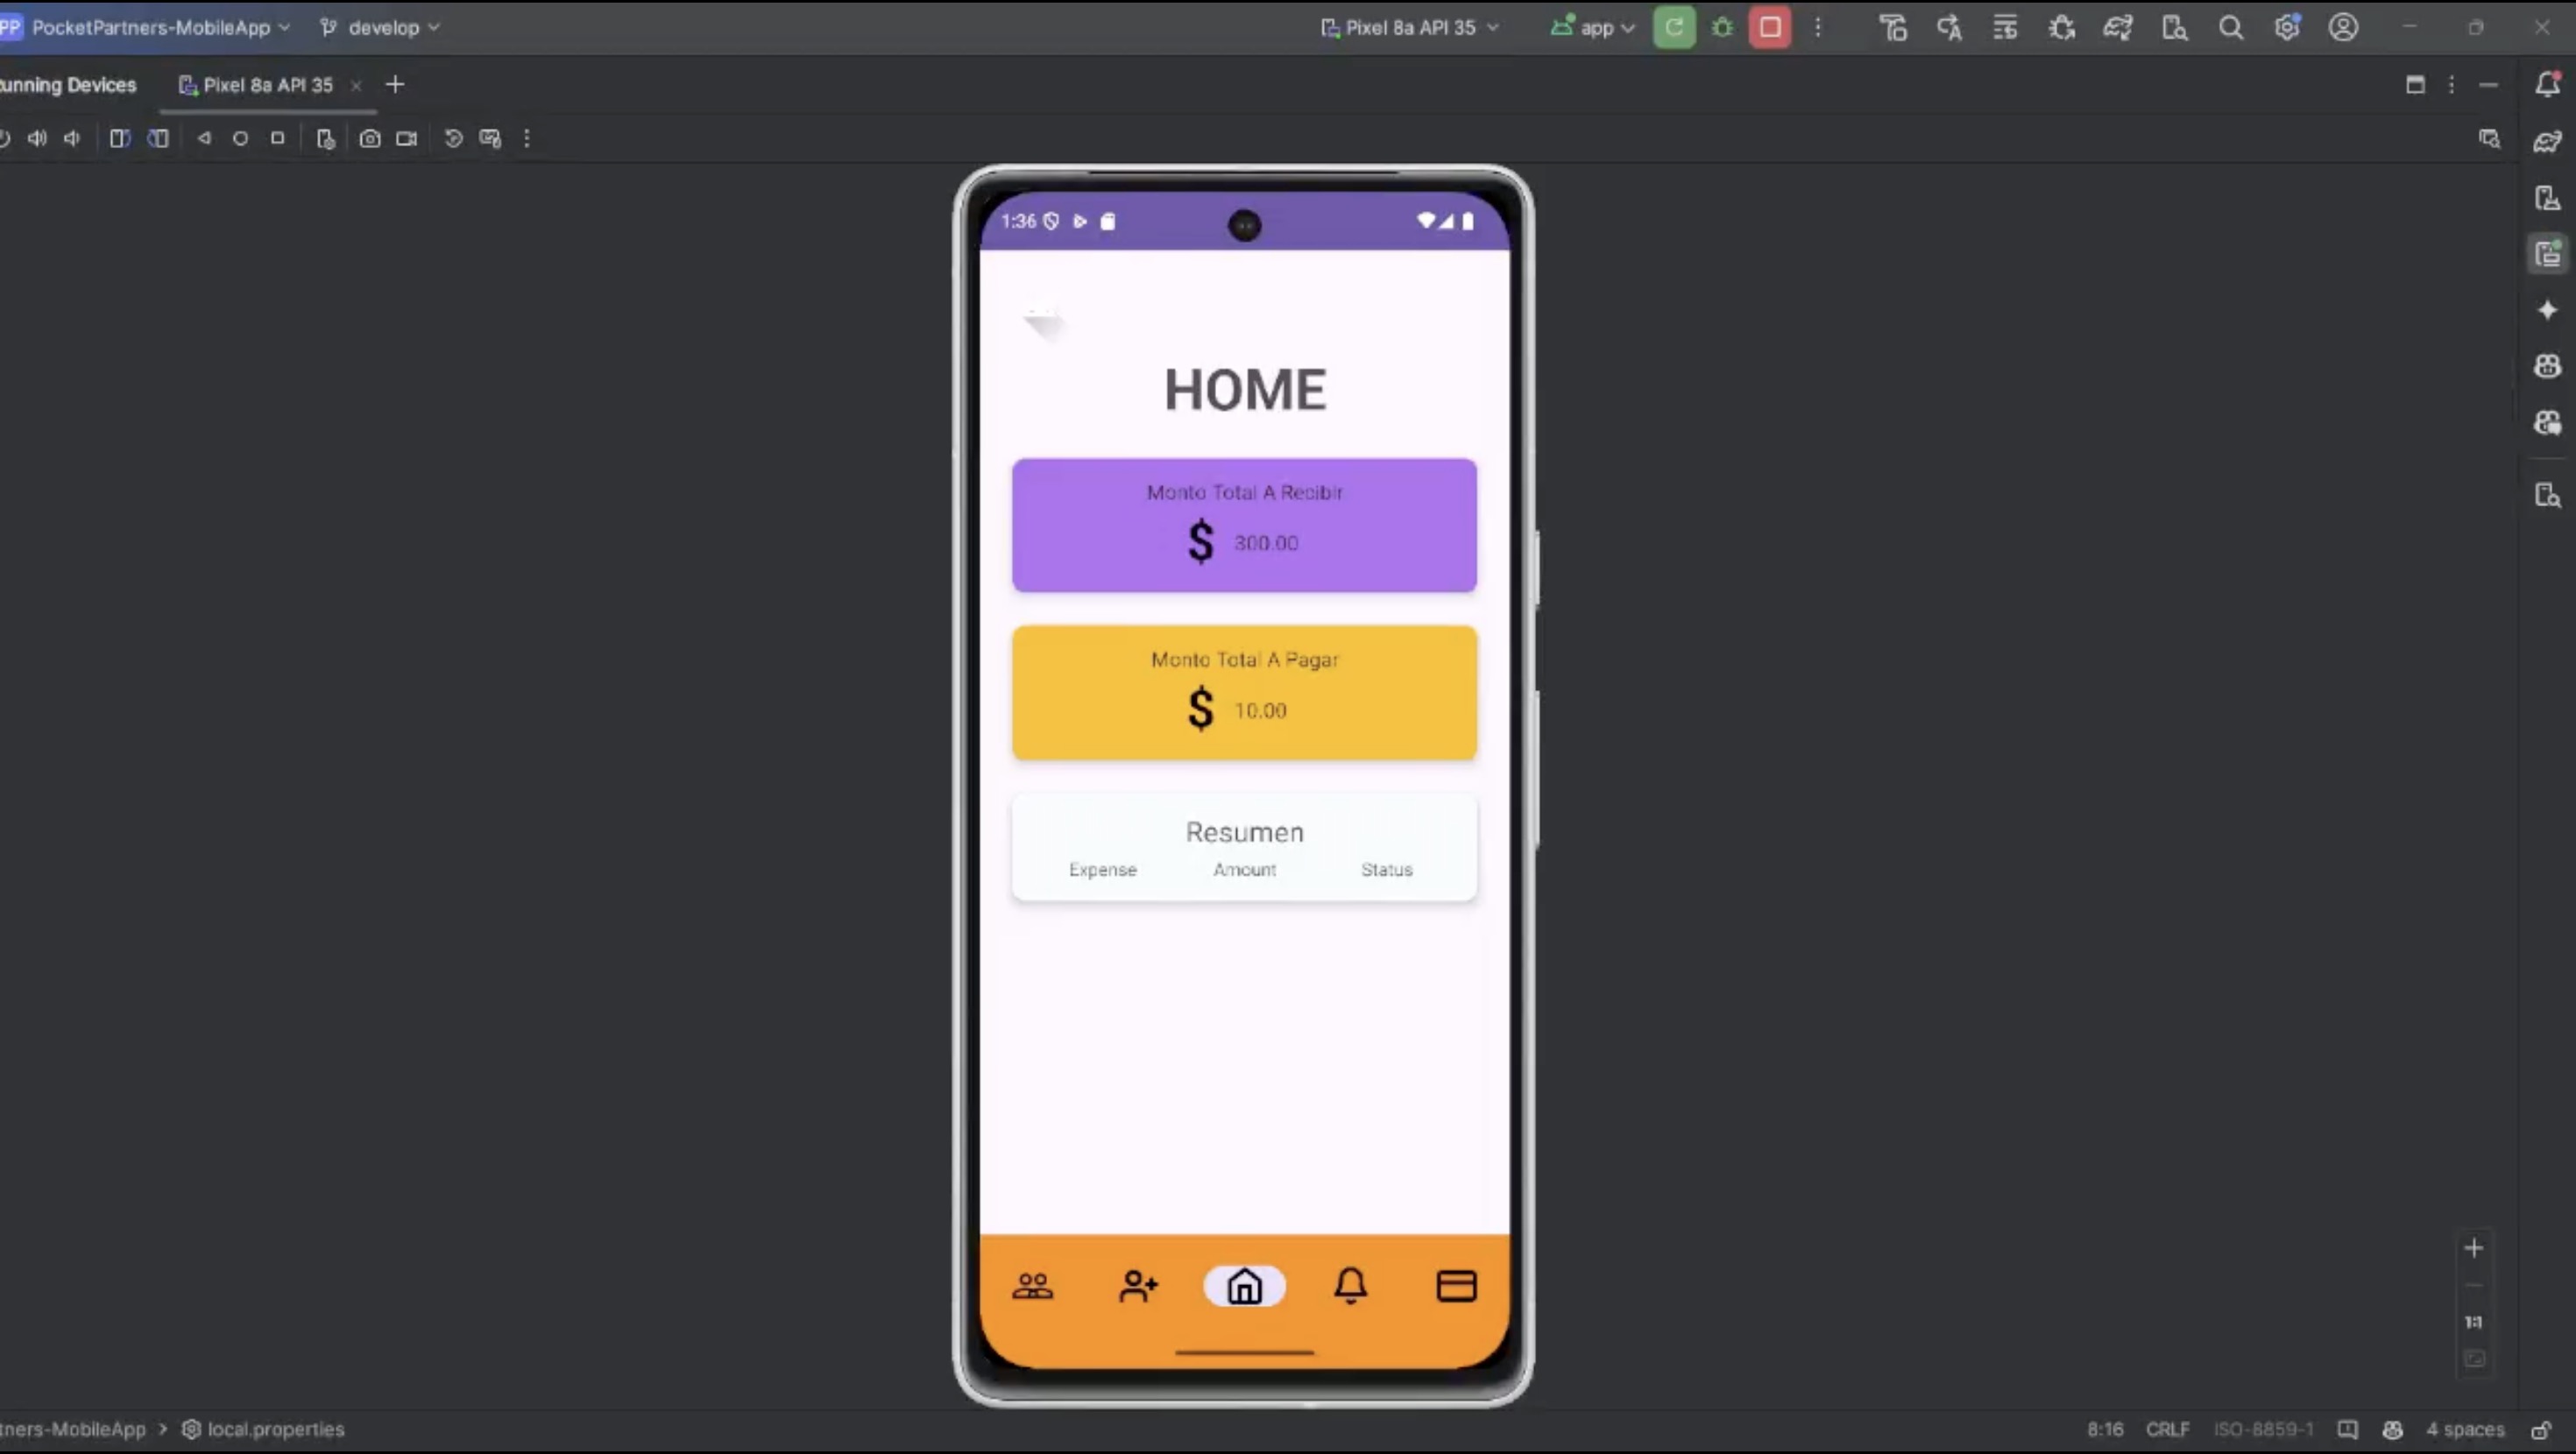 PP PocketPartners-MobileApp develop Pixel 8a API 35 app
unning Devices Pixel 8a API 35
1:36
HOME
Monto Total A Recibir
$ 300.00
Monto Total A Pagar
$ 10.00
Resumen
Expense Amount Status
1:1
tners-MobileApp > local.properties 8:16 CRLF ISO-8859-1 4 spaces